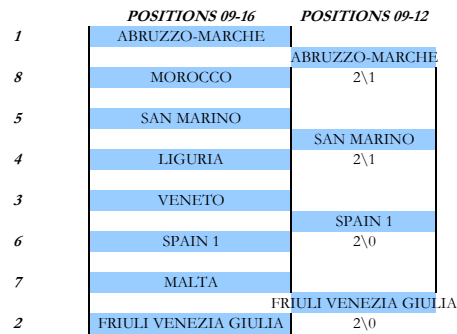 POSITIONS 09-16 POSITIONS 09-12
1 ABRUZZO-MARCHE
ABRUZZO-MARCHE
8 MOROCCO 2\1
5 SAN MARINO
SAN MARINO
4 LIGURIA 2\1
3 VENETO
SPAIN 1
6 SPAIN 1 2\0
7 MALTA
FRIULI VENEZIA GIULIA
2 FRIULI VENEZIA GIULIA 2\0